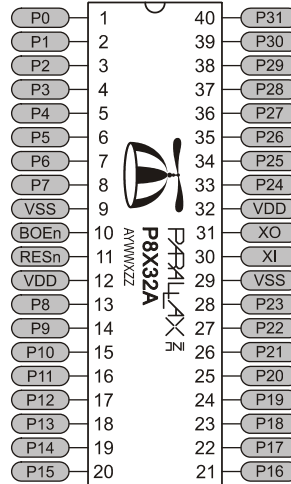 P0 1 40 P31
P1 2 39 P30
P2 3 38 P29
P3 4 37 P28
P4 5 36 P27
P5 6 35 P26
P6 7 34 P25
P7 8 33 P24
VSS 9 32 VDD
BOEn 10 31 XO
RESn 11 30 XI
VDD 12 29 VSS
P8 13 28 P23
P9 14 27 P22
P10 15 26 P21
P11 16 25 P20
P12 17 24 P19
P13 18 23 P18
P14 19 22 P17
P15 20 21 P16
PARALLAX
P8X32A
AYWWXZZ